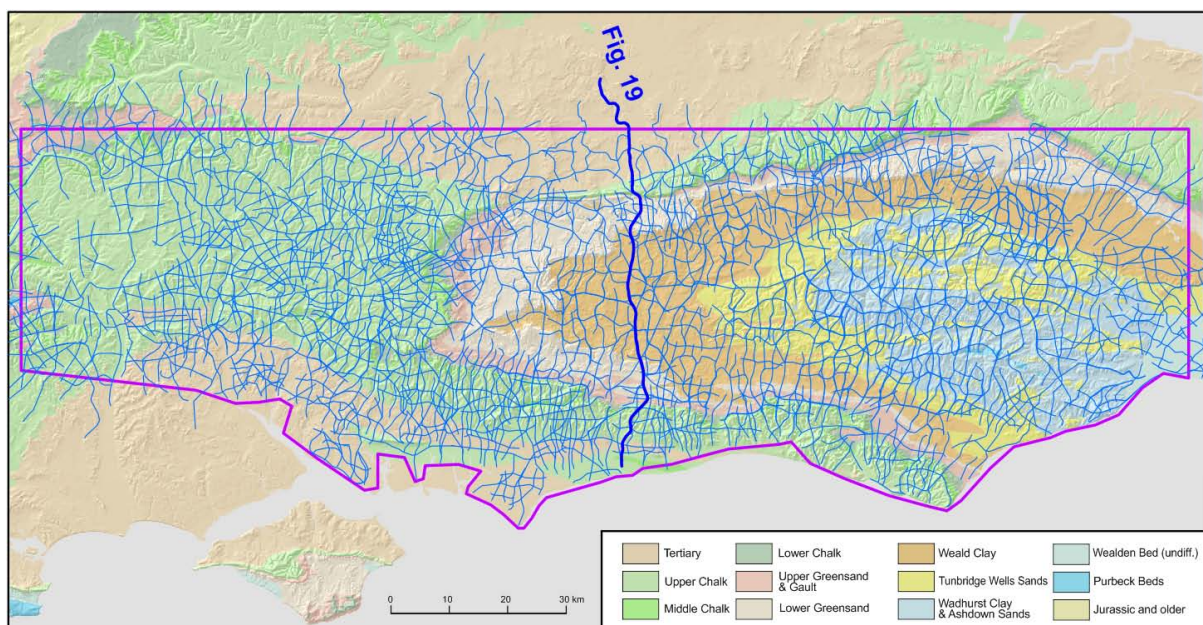 Fig. 19
0 10 20 30 km
Tertiary
Upper Chalk
Middle Chalk
Lower Chalk
Upper Greensand
& Gault
Lower Greensand
Weald Clay
Tunbridge Wells Sands
Wadhurst Clay
& Ashdown Sands
Wealden Bed (undiff.)
Purbeck Beds
Jurassic and older